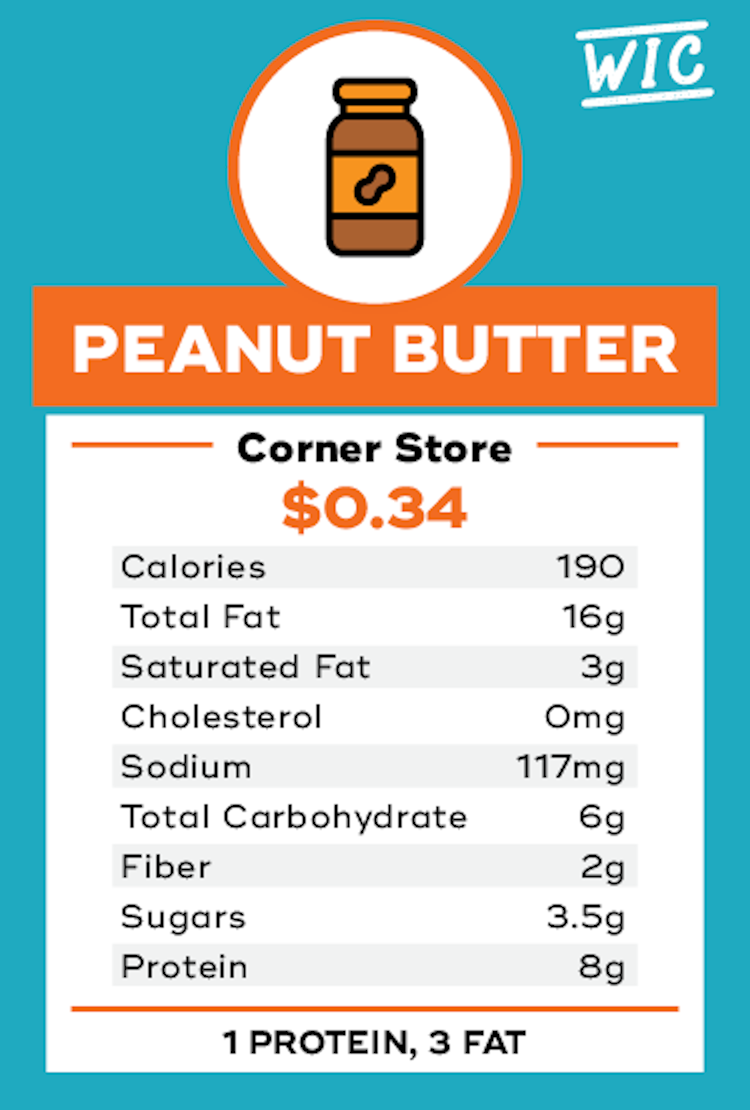 WIC
PEANUT BUTTER
Corner Store
$0.34
Calories 190
Total Fat 16g
Saturated Fat 3g
Cholesterol 0mg
Sodium 117mg
Total Carbohydrate 6g
Fiber 2g
Sugars 3.5g
Protein 8g
1 PROTEIN, 3 FAT